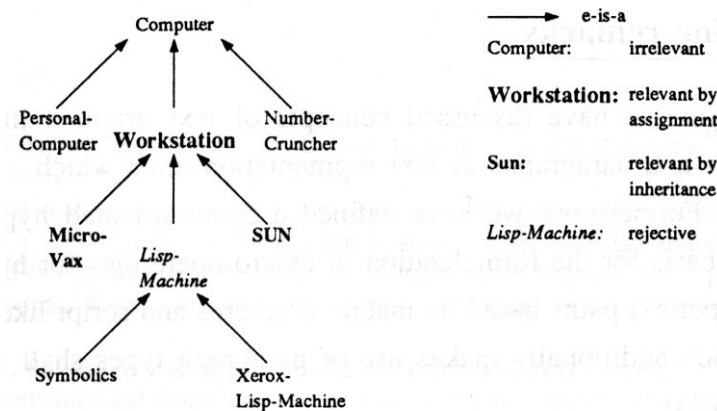 Computer
Personal-
Computer
Workstation
Number-
Cruncher
Micro-
Vax
Lisp-
Machine
SUN
Symbolics
Xerox-
Lisp-Machine
e-is-a
Computer: irrelevant
Workstation: relevant by
assignment
Sun: relevant by
inheritance
Lisp-Machine: rejective